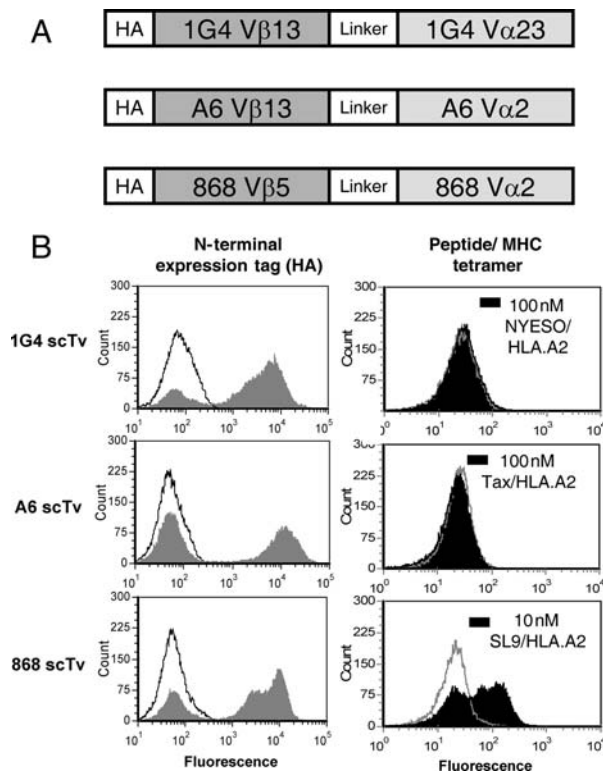 A
HA 1G4 Vβ13 Linker 1G4 Vα23
HA A6 Vβ13 Linker A6 Vα2
HA 868 Vβ5 Linker 868 Vα2
B
N-terminal
expression tag (HA)
Peptide/ MHC
tetramer
1G4 scTv
Count
300
225
150
75
0
10¹ 10² 10³ 10⁴ 10⁵
Count
300
225
150
75
0
10⁰ 10¹ 10² 10³ 10⁴
100nM
NYESO/
HLA.A2
A6 scTv
Count
300
225
150
75
0
10¹ 10² 10³ 10⁴ 10⁵
Count
300
225
150
75
0
10⁰ 10¹ 10² 10³ 10⁴
100nM
Tax/HLA.A2
868 scTv
Count
300
225
150
75
0
10¹ 10² 10³ 10⁴ 10⁵
Fluorescence
Count
300
225
150
75
0
10⁰ 10¹ 10² 10³ 10⁴
Fluorescence
10nM
SL9/HLA.A2